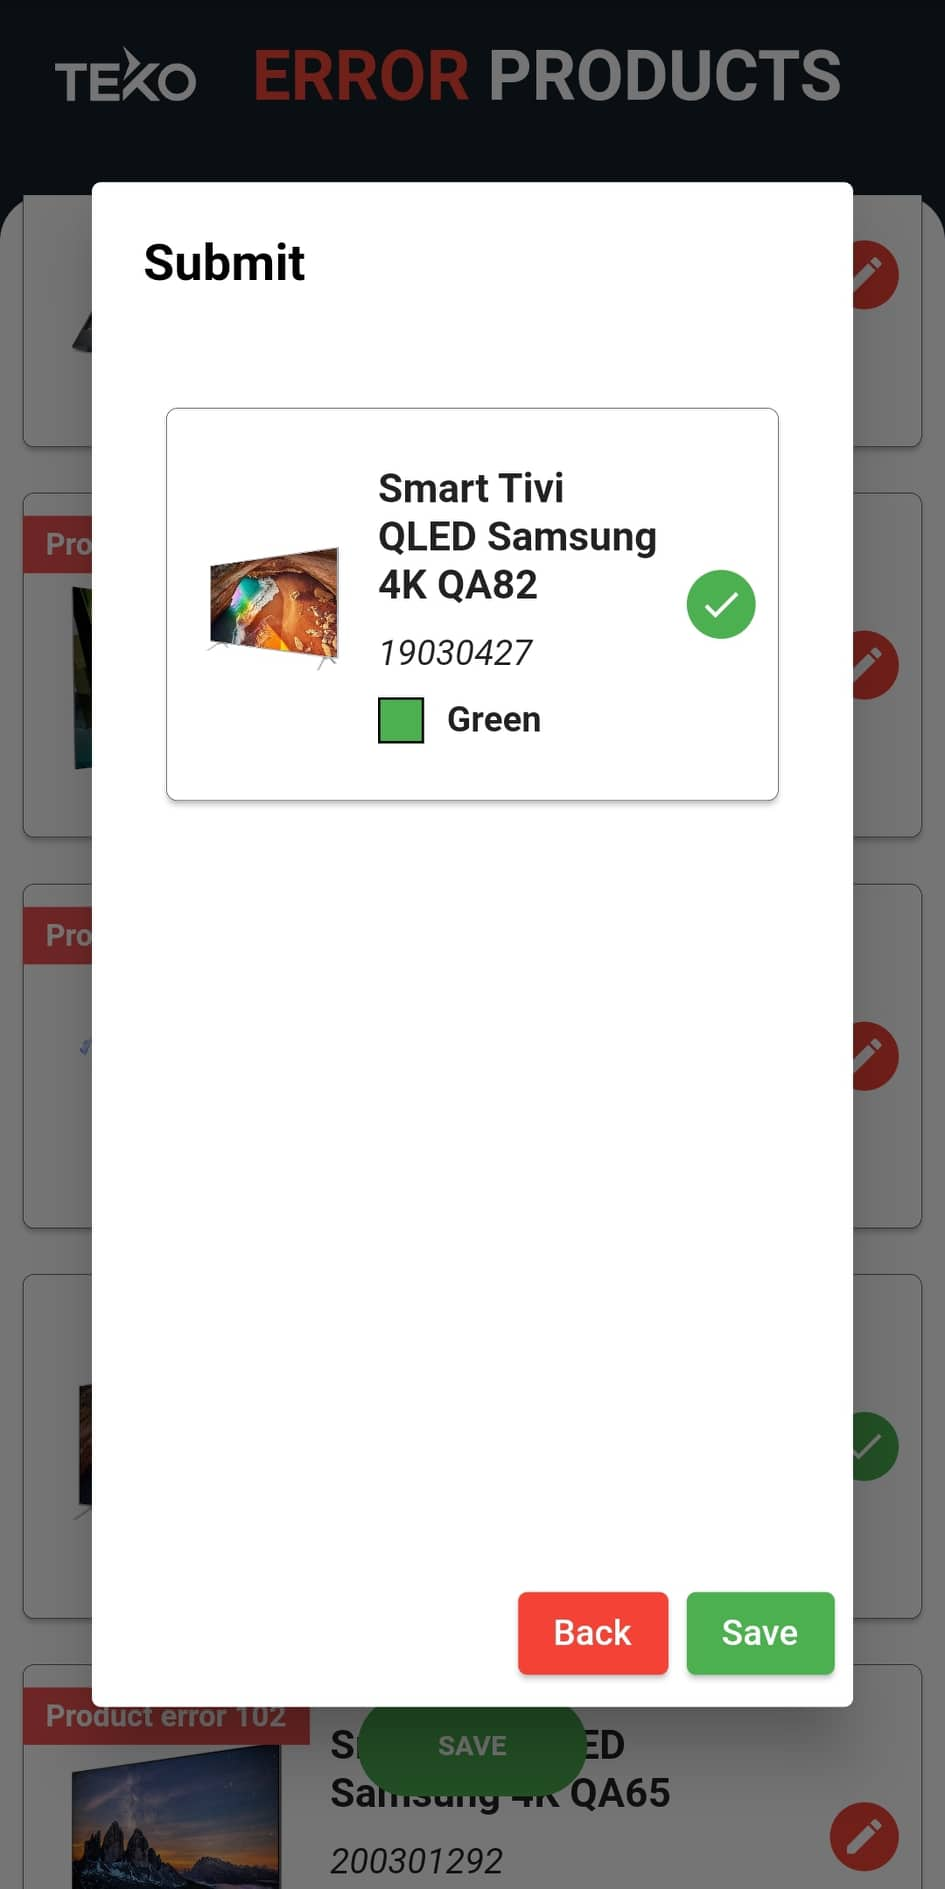 TEKO ERROR PRODUCTS
Submit
Pro
Smart Tivi
QLED Samsung
4K QA82
19030427
Green
Pro
Back
Save
Product error 102
SAVE
ED
Samsung 4K QA65
200301292